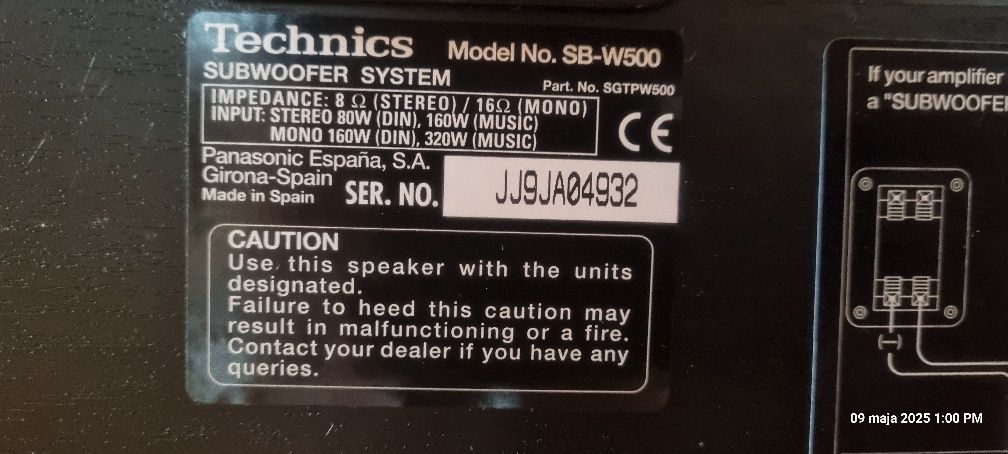 Technics Model No. SB-W500
SUBWOOFER SYSTEM Part. No. SGTPW500
IMPEDANCE: 8 Ω (STEREO) / 16Ω (MONO)
INPUT: STEREO 80W (DIN), 160W (MUSIC)
MONO 160W (DIN), 320W (MUSIC)
CE
Panasonic España, S.A.
Girona-Spain
Made in Spain SER. NO. JJ9JA04932
CAUTION
Use this speaker with the units
designated.
Failure to heed this caution may
result in malfunctioning or a fire.
Contact your dealer if you have any
queries.
If your amplifier
a "SUBWOOFE
09 maja 2025 1:00 PM